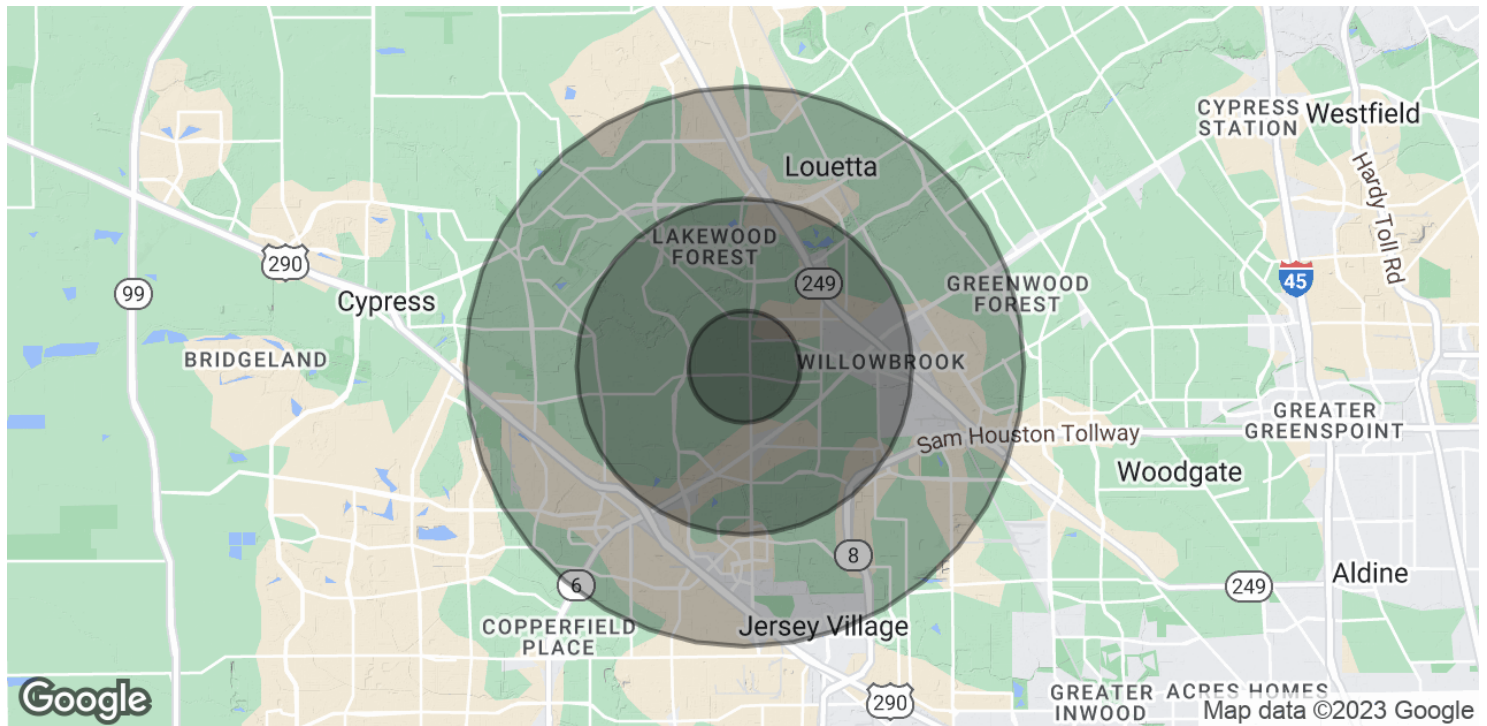 CYPRESS
STATION
Westfield
Louetta
Hardy Toll Rd
LAKEWOOD
FOREST
290
249
GREENWOOD
FOREST
45
99
Cypress
BRIDGELAND
WILLOWBROOK
GREATER
GREENSPOINT
Sam Houston Tollway
Woodgate
8
6
249
Aldine
COPPERFIELD
PLACE
Jersey Village
290
GREATER
INWOOD
ACRES HOMES
Google
Map data ©2023 Google